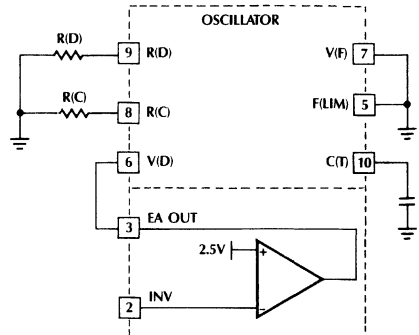 OSCILLATOR
R(D)
9 R(D)
V(F) 7
R(C)
8 R(C)
F(LIM) 5
6 V(D)
C(T) 10
3 EA OUT
2.5V
+
2 INV
−